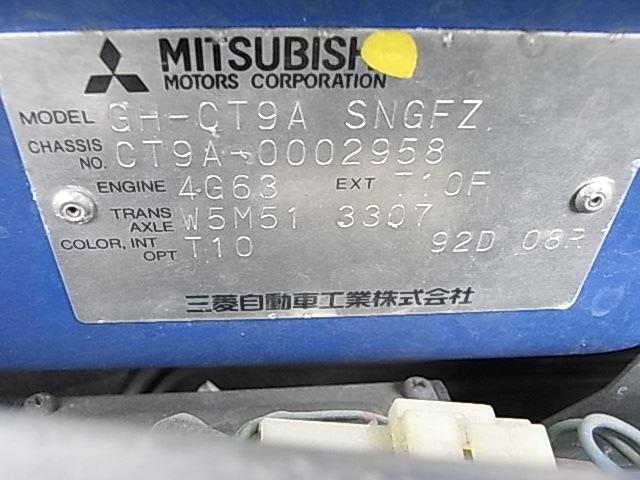 MITSUBISHI
MOTORS CORPORATION
MODEL GH-CT9A SNGFZ
CHASSIS NO. CT9A-0002958
ENGINE 4G63 EXT T10F
TRANS AXLE W5M51 3307
COLOR, INT OPT T10 92D 08R
三菱自動車工業株式会社